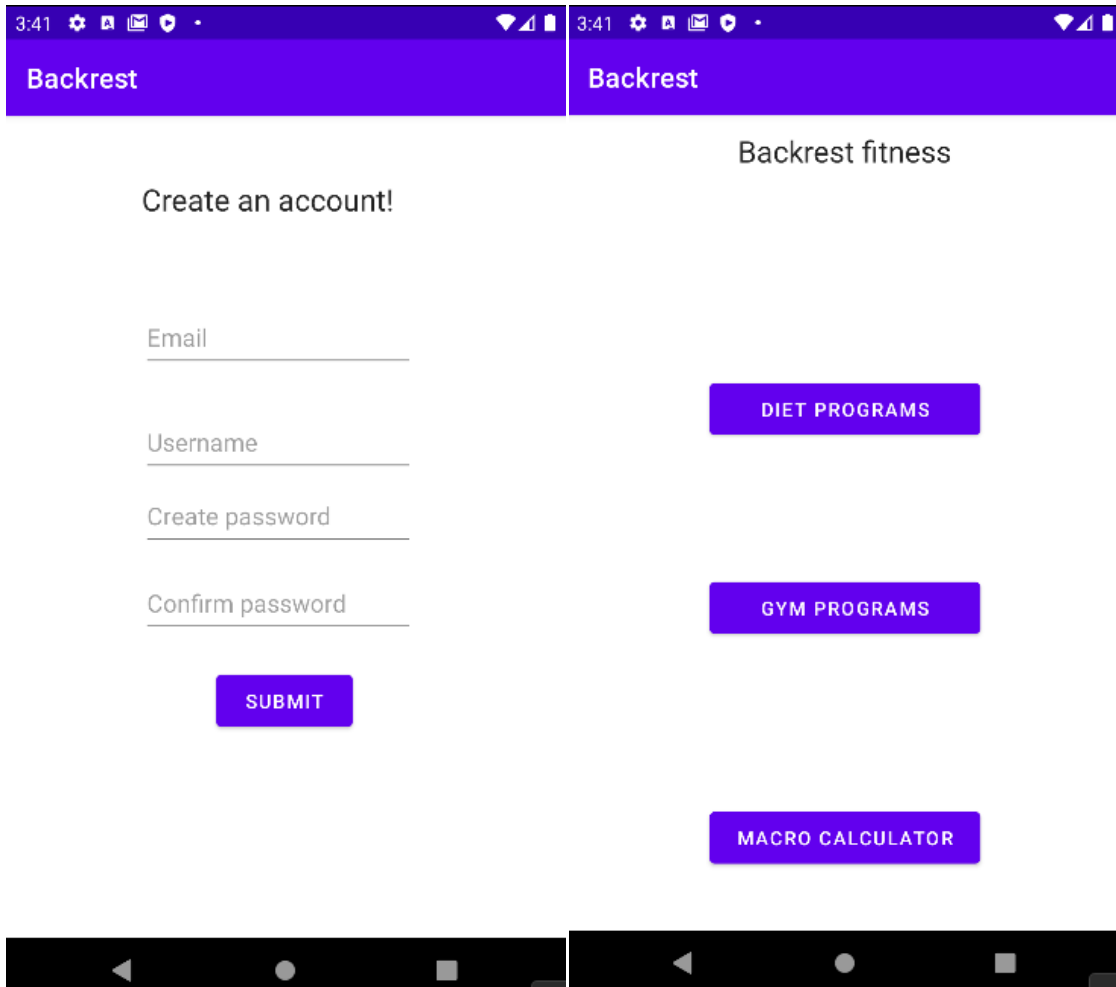 3:41
Backrest
Create an account!
Email
Username
Create password
Confirm password
SUBMIT
3:41
Backrest
Backrest fitness
DIET PROGRAMS
GYM PROGRAMS
MACRO CALCULATOR